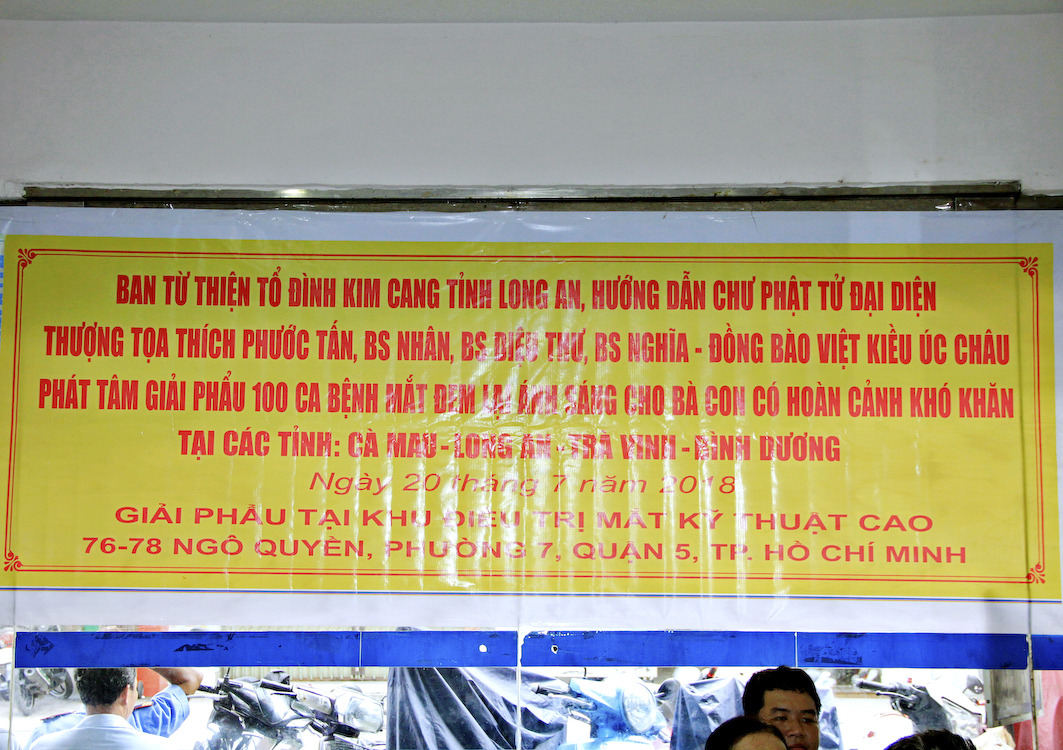 BAN TỪ THIỆN TỔ ĐÌNH KIM CANG TỈNH LONG AN, HƯỚNG DẪN CHƯ PHẬT TỬ ĐẠI DIỆN
THƯỢNG TỌA THÍCH PHƯỚC TẤN, BS NHÂN, BS DIỆU THƯ, BS NGHĨA - ĐỒNG BÀO VIỆT KIỀU ÚC CHÂU
PHÁT TÂM GIẢI PHẨU 100 CA BỆNH MẮT ĐEM LẠI ÁNH SÁNG CHO BÀ CON CÓ HOÀN CẢNH KHÓ KHĂN
TẠI CÁC TỈNH: CÀ MAU - LONG AN - TRÀ VINH - BÌNH DƯƠNG
Ngày 20 tháng 7 năm 2018
GIẢI PHẨU TẠI KHU ĐIỀU TRỊ MẮT KỸ THUẬT CAO
76-78 NGÔ QUYỀN, PHƯỜNG 7, QUẬN 5, TP. HỒ CHÍ MINH